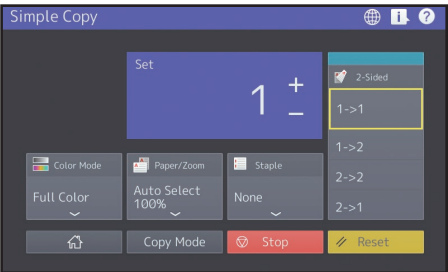 Simple Copy
Set
1
+
−
2-Sided
1->1
1->2
2->2
2->1
Color Mode
Full Color
Paper/Zoom
Auto Select
100%
Staple
None
Copy Mode
Stop
Reset